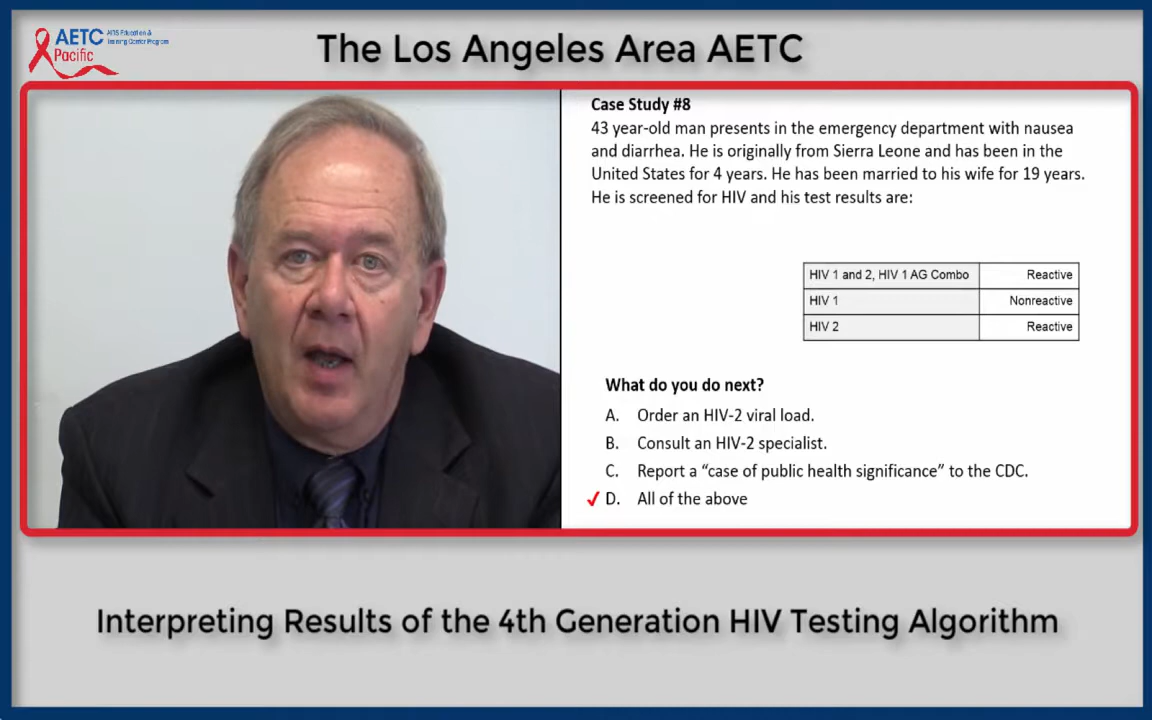 AETC AIDS Education &
Training Center Program
Pacific
The Los Angeles Area AETC
Case Study #8
43 year-old man presents in the emergency department with nausea
and diarrhea. He is originally from Sierra Leone and has been in the
United States for 4 years. He has been married to his wife for 19 years.
He is screened for HIV and his test results are:
HIV 1 and 2, HIV 1 AG Combo Reactive
HIV 1 Nonreactive
HIV 2 Reactive
What do you do next?
A. Order an HIV-2 viral load.
B. Consult an HIV-2 specialist.
C. Report a “case of public health significance” to the CDC.
✓ D. All of the above
Interpreting Results of the 4th Generation HIV Testing Algorithm